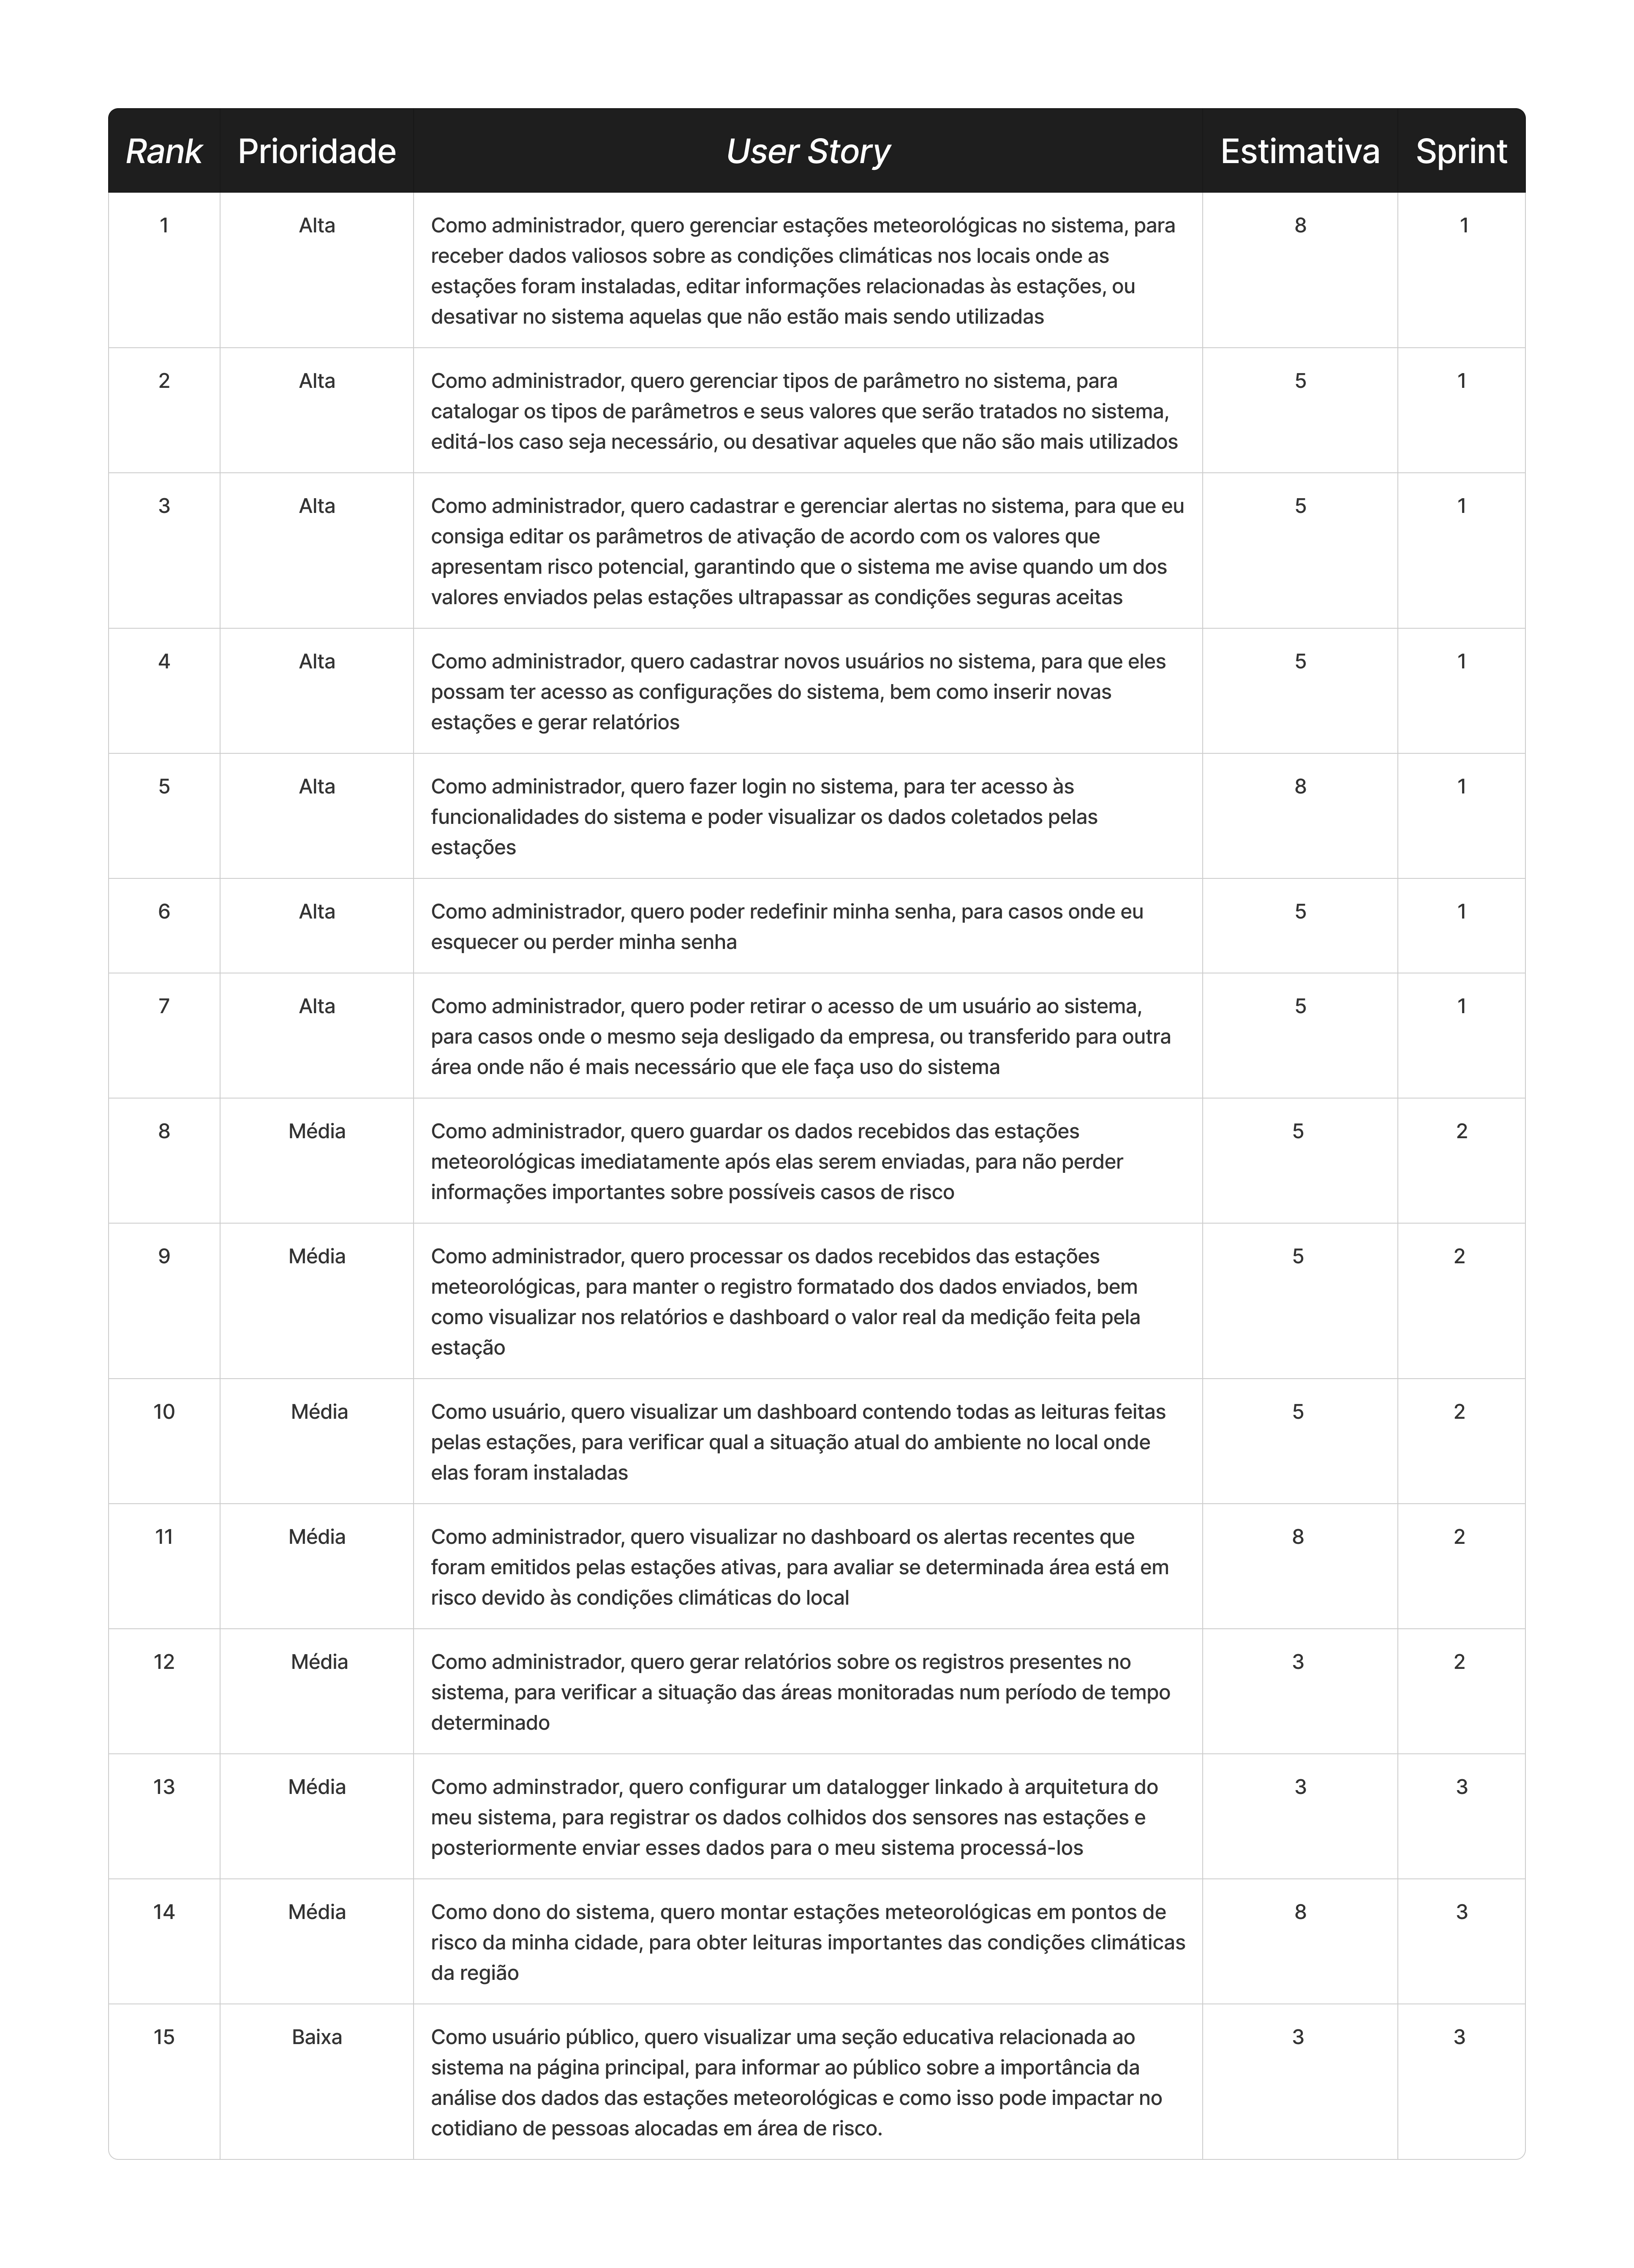 Rank Prioridade User Story Estimativa Sprint
1 Alta Como administrador, quero gerenciar estações meteorológicas no sistema, para 8 1
receber dados valiosos sobre as condições climáticas nos locais onde as
estações foram instaladas, editar informações relacionadas às estações, ou
desativar no sistema aquelas que não estão mais sendo utilizadas
2 Alta Como administrador, quero gerenciar tipos de parâmetro no sistema, para 5 1
catalogar os tipos de parâmetros e seus valores que serão tratados no sistema,
editá-los caso seja necessário, ou desativar aqueles que não são mais utilizados
3 Alta Como administrador, quero cadastrar e gerenciar alertas no sistema, para que eu 5 1
consiga editar os parâmetros de ativação de acordo com os valores que
apresentam risco potencial, garantindo que o sistema me avise quando um dos
valores enviados pelas estações ultrapassar as condições seguras aceitas
4 Alta Como administrador, quero cadastrar novos usuários no sistema, para que eles 5 1
possam ter acesso as configurações do sistema, bem como inserir novas
estações e gerar relatórios
5 Alta Como administrador, quero fazer login no sistema, para ter acesso às 8 1
funcionalidades do sistema e poder visualizar os dados coletados pelas
estações
6 Alta Como administrador, quero poder redefinir minha senha, para casos onde eu 5 1
esquecer ou perder minha senha
7 Alta Como administrador, quero poder retirar o acesso de um usuário ao sistema, 5 1
para casos onde o mesmo seja desligado da empresa, ou transferido para outra
área onde não é mais necessário que ele faça uso do sistema
8 Média Como administrador, quero guardar os dados recebidos das estações 5 2
meteorológicas imediatamente após elas serem enviadas, para não perder
informações importantes sobre possíveis casos de risco
9 Média Como administrador, quero processar os dados recebidos das estações 5 2
meteorológicas, para manter o registro formatado dos dados enviados, bem
como visualizar nos relatórios e dashboard o valor real da medição feita pela
estação
10 Média Como usuário, quero visualizar um dashboard contendo todas as leituras feitas 5 2
pelas estações, para verificar qual a situação atual do ambiente no local onde
elas foram instaladas
11 Média Como administrador, quero visualizar no dashboard os alertas recentes que 8 2
foram emitidos pelas estações ativas, para avaliar se determinada área está em
risco devido às condições climáticas do local
12 Média Como administrador, quero gerar relatórios sobre os registros presentes no 3 2
sistema, para verificar a situação das áreas monitoradas num período de tempo
determinado
13 Média Como adminstrador, quero configurar um datalogger linkado à arquitetura do 3 3
meu sistema, para registrar os dados colhidos dos sensores nas estações e
posteriormente enviar esses dados para o meu sistema processá-los
14 Média Como dono do sistema, quero montar estações meteorológicas em pontos de 8 3
risco da minha cidade, para obter leituras importantes das condições climáticas
da região
15 Baixa Como usuário público, quero visualizar uma seção educativa relacionada ao 3 3
sistema na página principal, para informar ao público sobre a importância da
análise dos dados das estações meteorológicas e como isso pode impactar no
cotidiano de pessoas alocadas em área de risco.